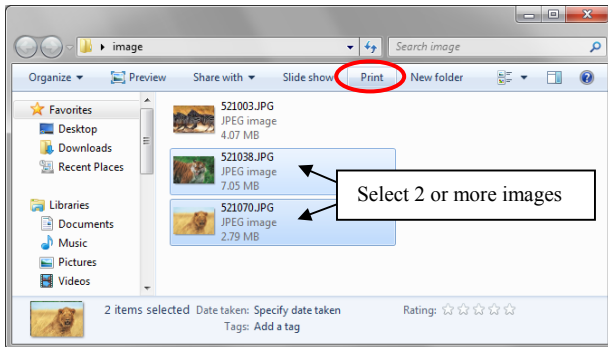 image
Search image
Organize
Preview
Share with
Slide show
Print
New folder
Favorites
Desktop
Downloads
Recent Places
Libraries
Documents
Music
Pictures
Videos
521003.JPG
JPEG image
4.07 MB
521038.JPG
JPEG image
7.05 MB
521070.JPG
JPEG image
2.79 MB
Select 2 or more images
2 items selected Date taken: Specify date taken Rating:
Tags: Add a tag